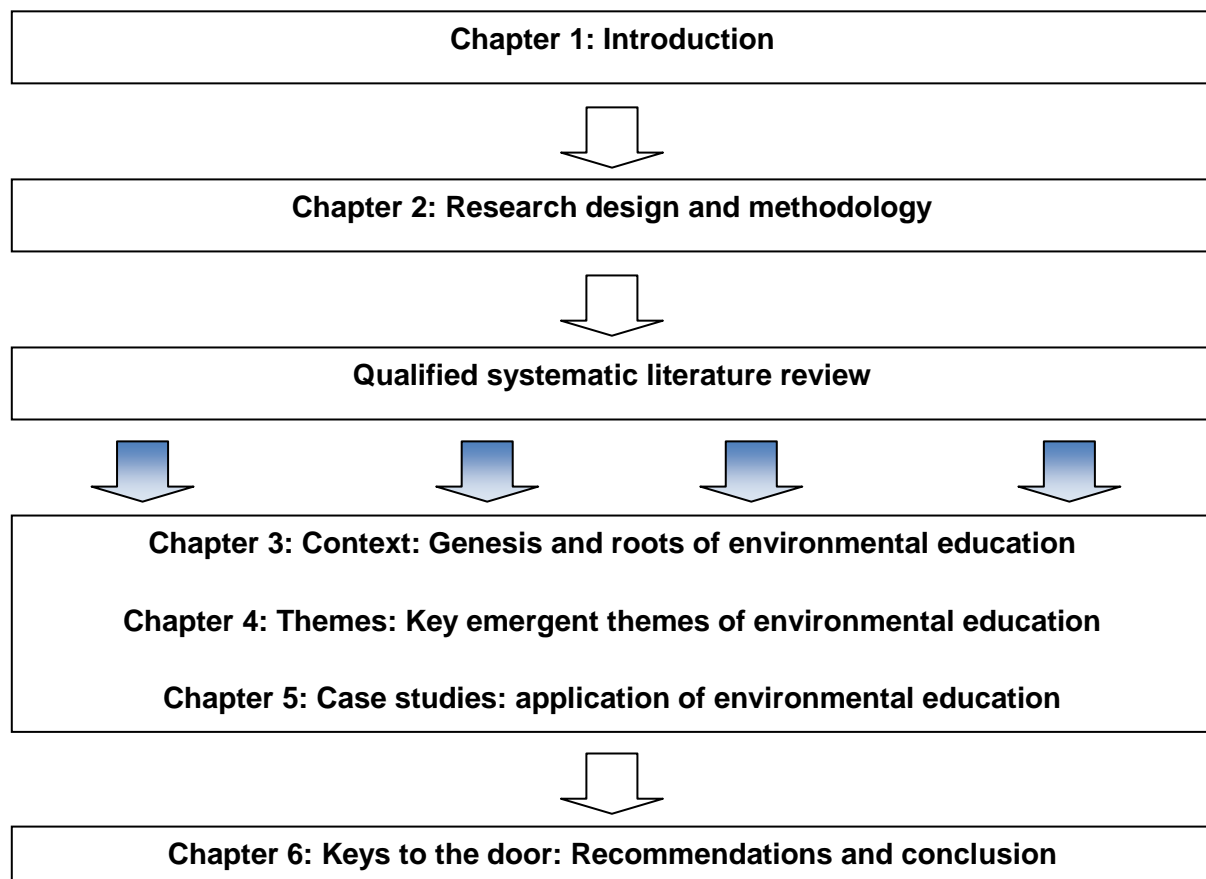 Chapter 1: Introduction
Chapter 2: Research design and methodology
Qualified systematic literature review
Chapter 3: Context: Genesis and roots of environmental education
Chapter 4: Themes: Key emergent themes of environmental education
Chapter 5: Case studies: application of environmental education
Chapter 6: Keys to the door: Recommendations and conclusion